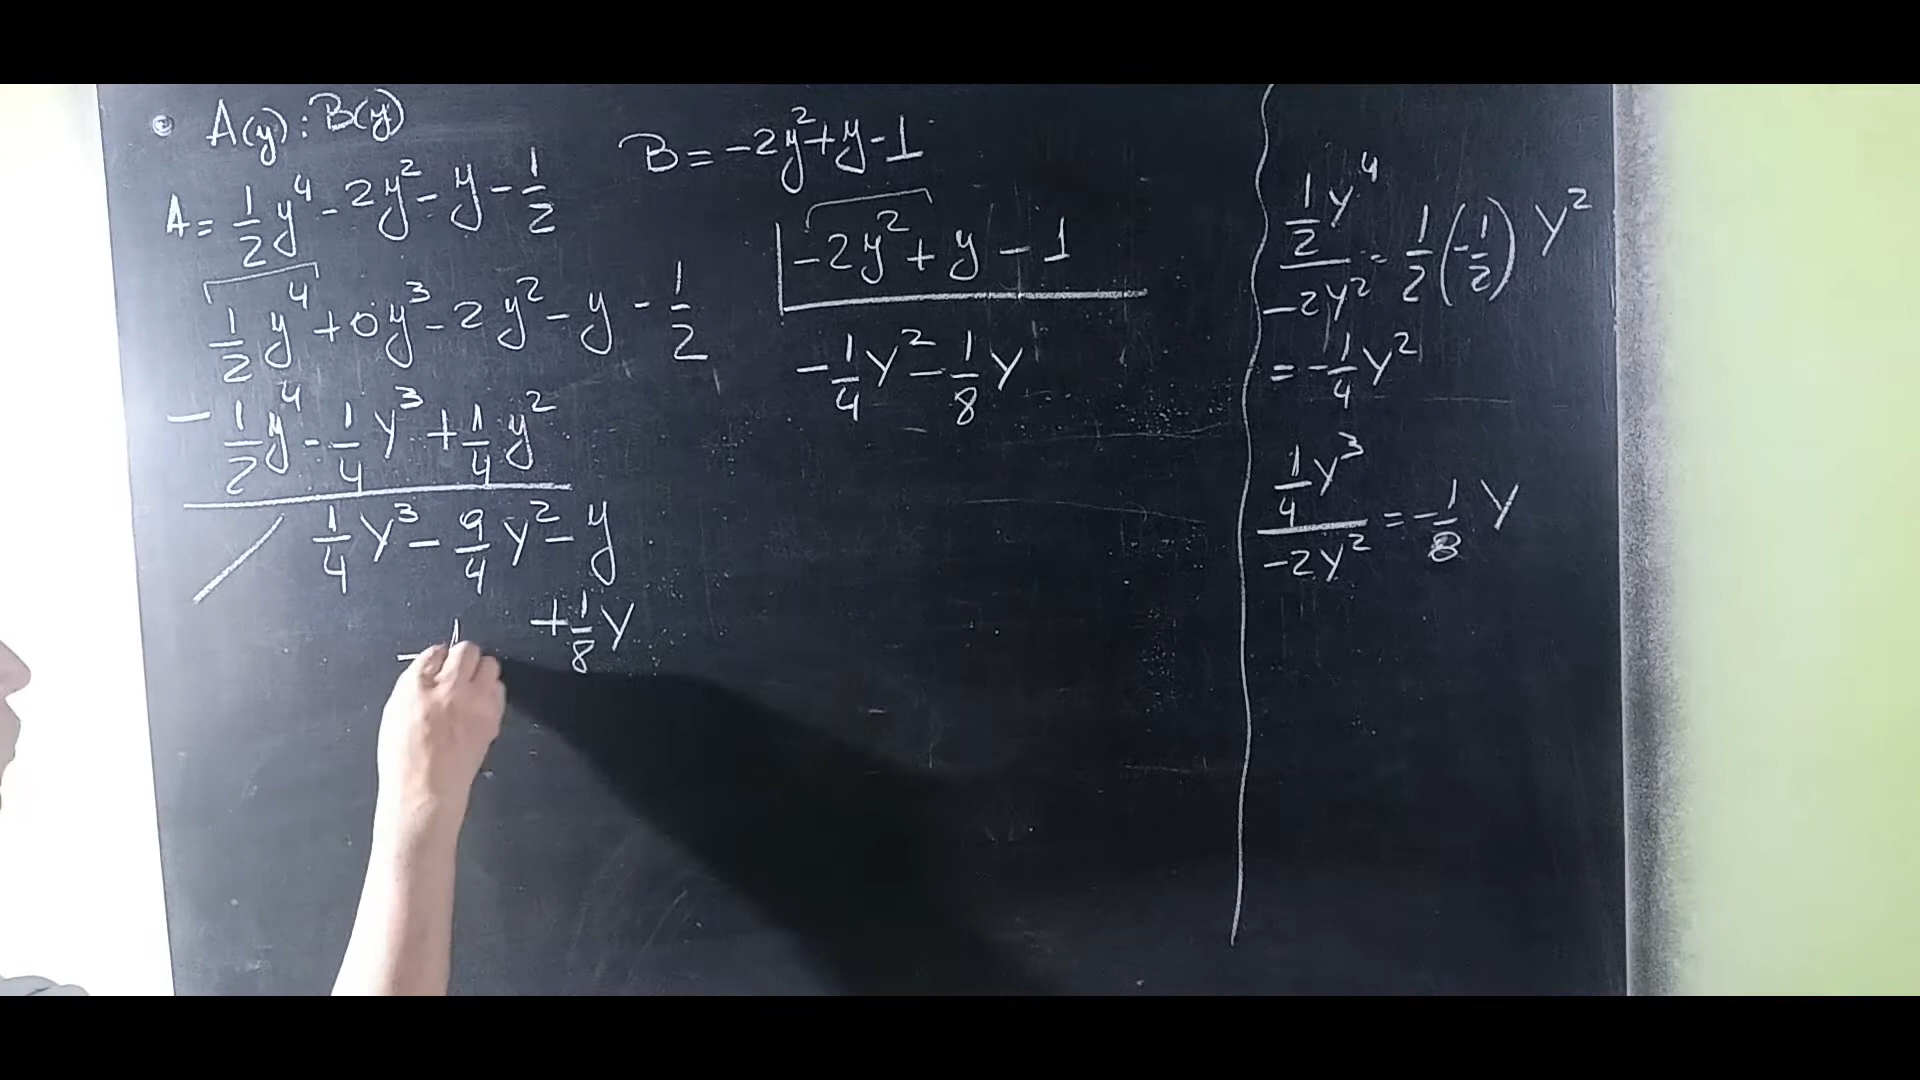 A(y) : B(y)
A = 1/2 y⁴ - 2y² - y - 1/2
B = -2y² + y - 1
1/2 y⁴ + 0y³ - 2y² - y - 1/2
-2y² + y - 1
- 1/2 y⁴ - 1/4 y³ + 1/4 y²
-1/4 y² - 1/8 y
1/4 y³ - 9/4 y² - y
+ 1/8 y
- 1
1/2 y⁴ / -2y² = 1/2 (-1/2) y²
= -1/4 y²
1/4 y³ / -2y² = -1/8 y